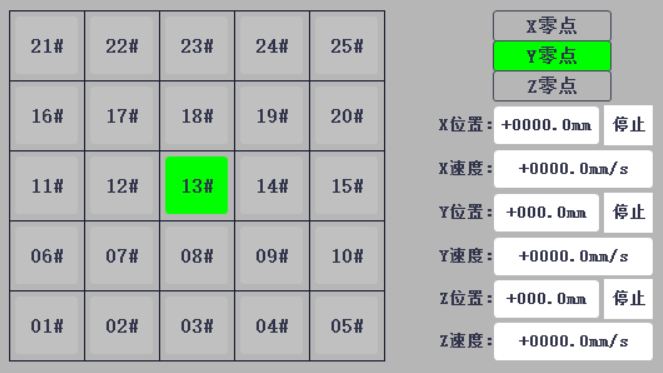 21# 22# 23# 24# 25#
16# 17# 18# 19# 20#
11# 12# 13# 14# 15#
06# 07# 08# 09# 10#
01# 02# 03# 04# 05#
X零点
Y零点
Z零点
X位置: +0000.0mm 停止
X速度: +0000.0mm/s
Y位置: +000.0mm 停止
Y速度: +0000.0mm/s
Z位置: +000.0mm 停止
Z速度: +0000.0mm/s